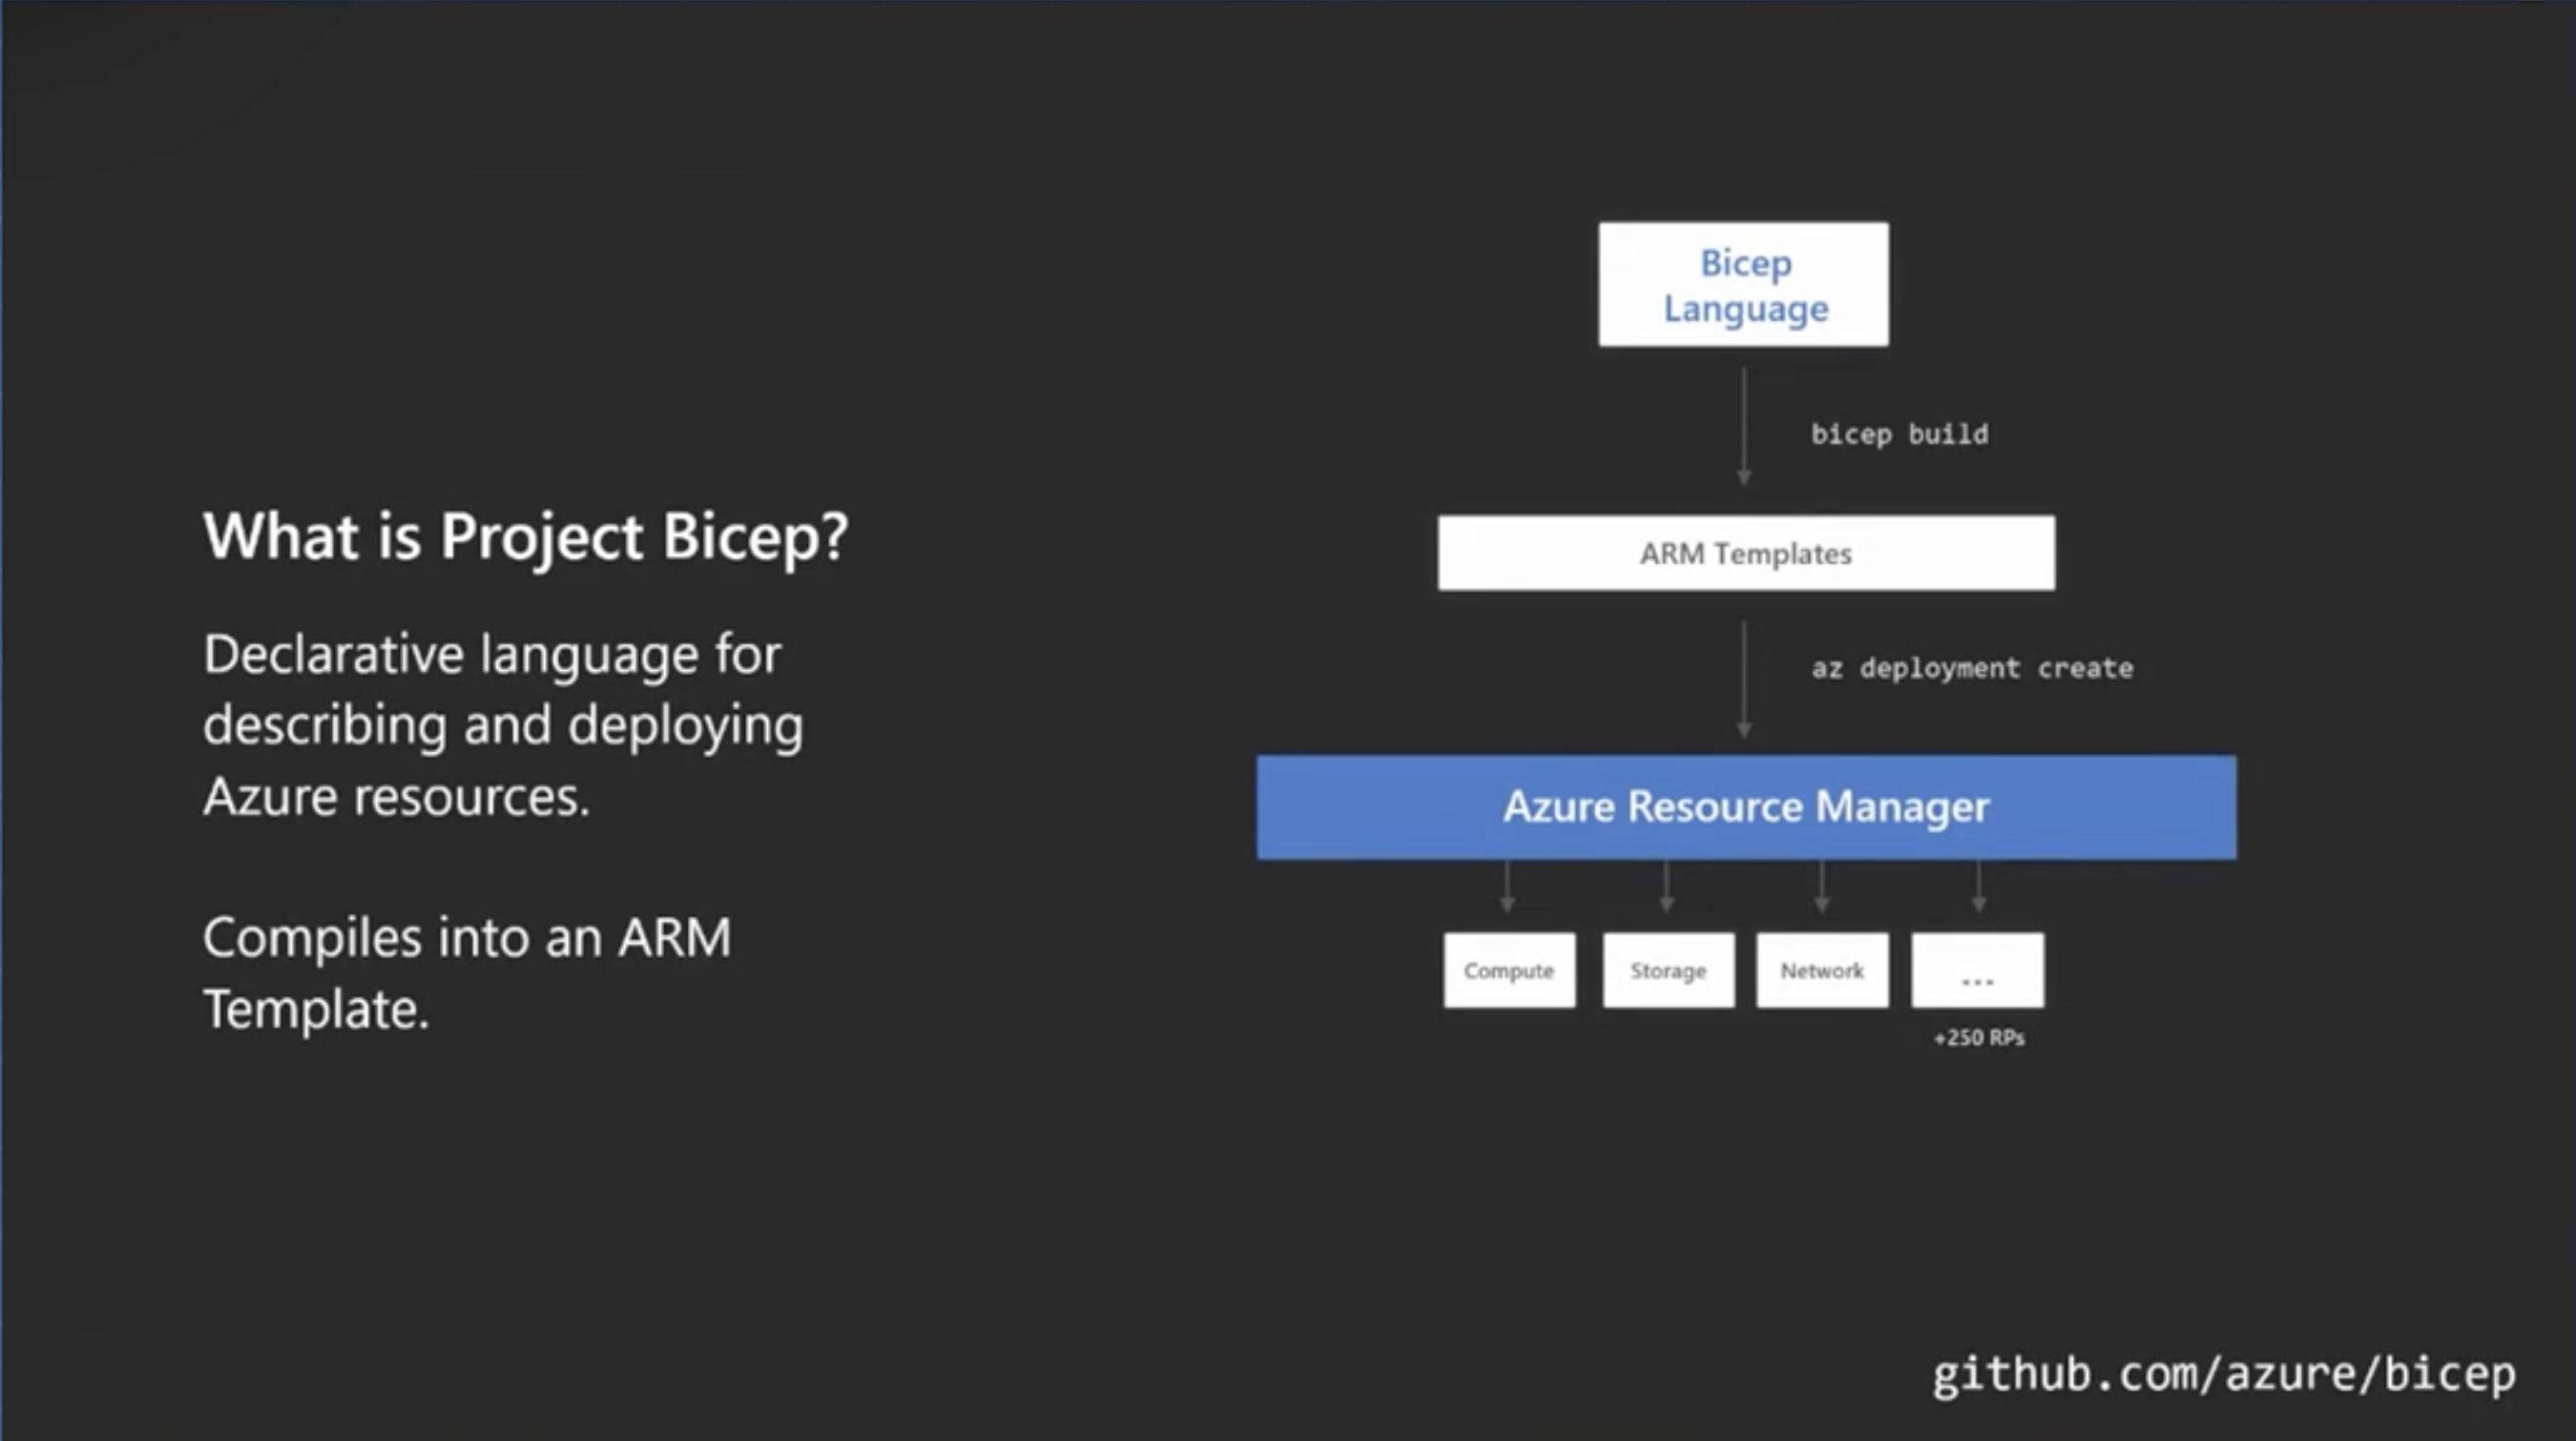 What is Project Bicep?
Declarative language for
describing and deploying
Azure resources.
Compiles into an ARM
Template.
Bicep
Language
bicep build
ARM Templates
az deployment create
Azure Resource Manager
Compute
Storage
Network
...
+250 RPs
github.com/azure/bicep